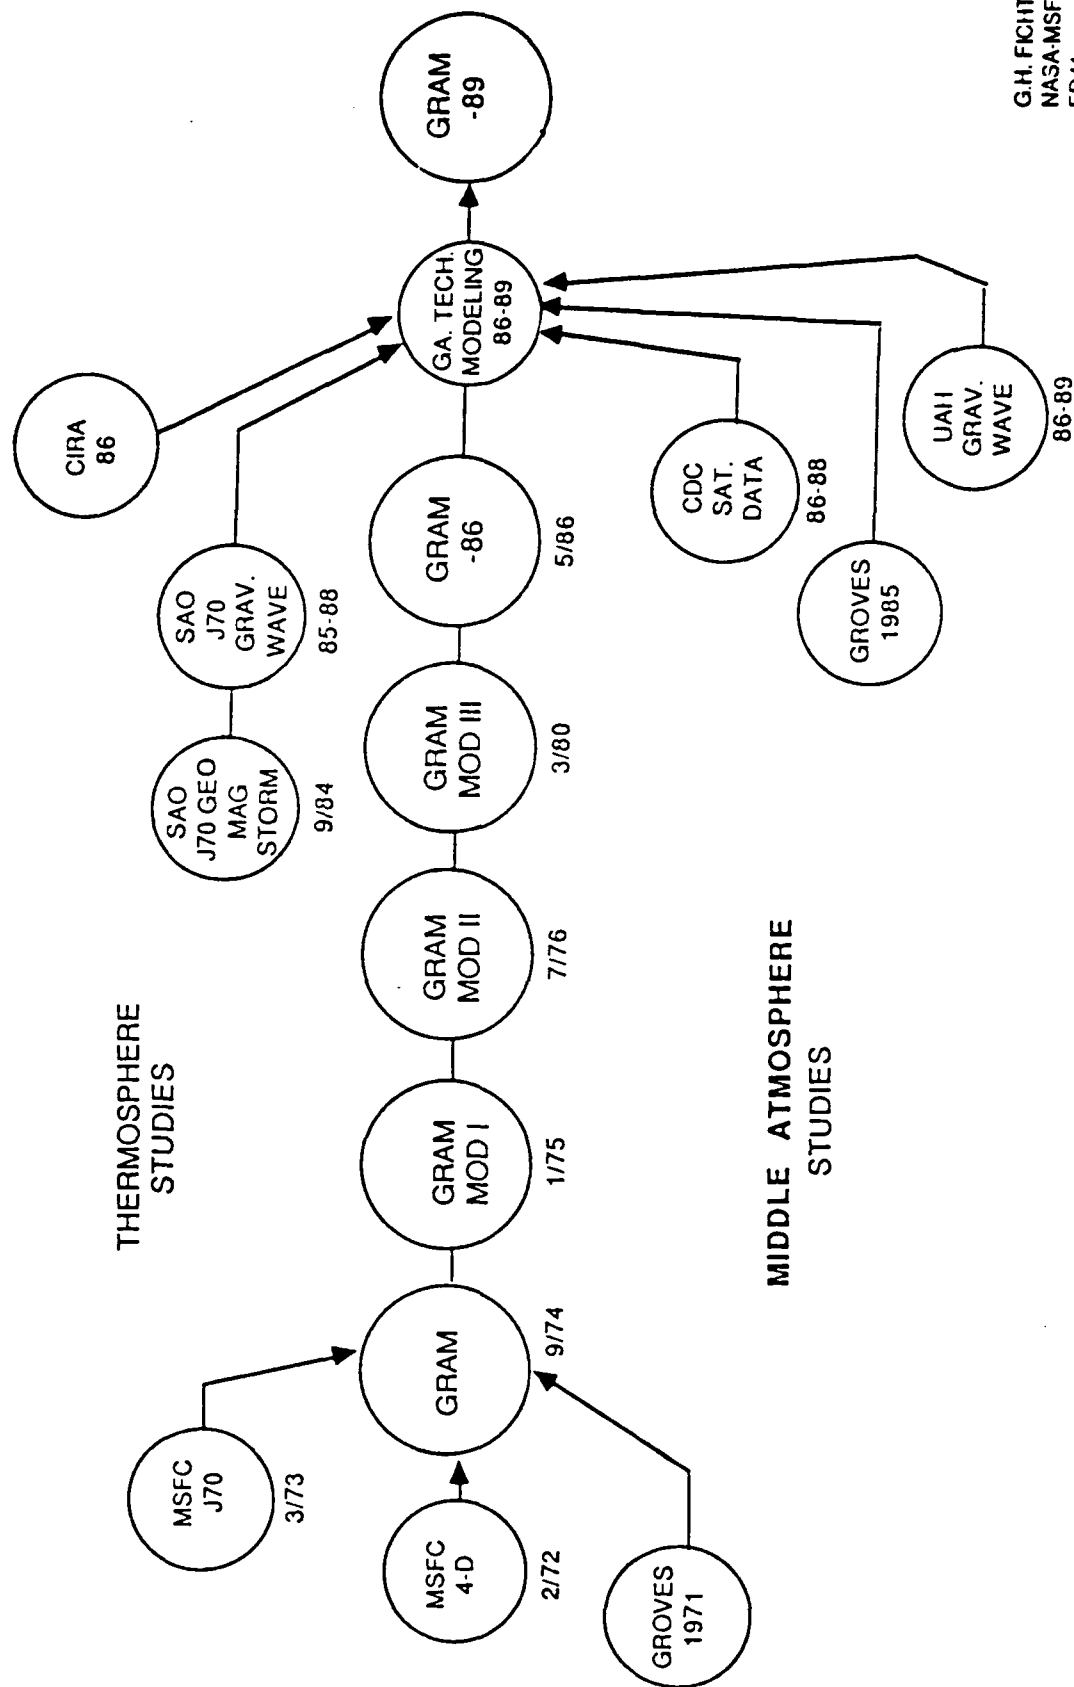 THERMOSPHERE
STUDIES
MSFC
J70
3/73
MSFC
4-D
2/72
GROVES
1971
GRAM
9/74
GRAM
MOD I
1/75
GRAM
MOD II
7/76
GRAM
MOD III
3/80
GRAM
-86
5/86
SAO
J70 GEO
MAG
STORM
9/84
SAO
J70
GRAV.
WAVE
85-88
CIRA
86
GA. TECH.
MODELING
86-89
GRAM
-89
CDC
SAT.
DATA
86-88
GROVES
1985
UAH
GRAV.
WAVE
86-89
MIDDLE ATMOSPHERE
STUDIES
G.H. FICHT
NASA-MSF